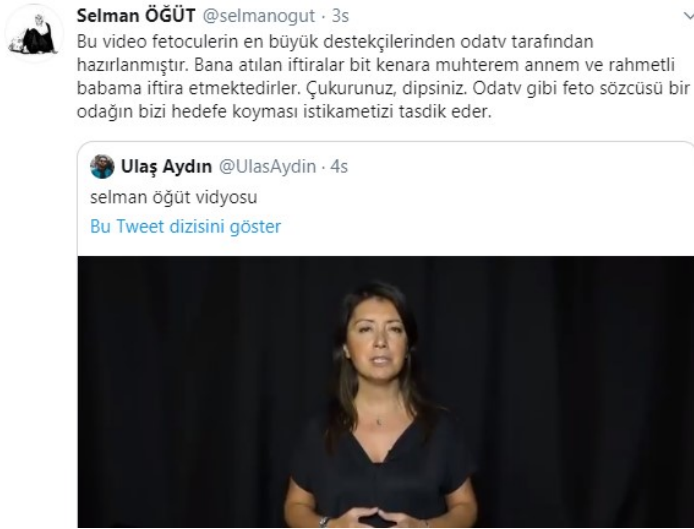 Selman ÖĞÜT @selmanogut · 3s
Bu video fetoculerin en büyük destekçilerinden odatv tarafından
hazırlanmıştır. Bana atılan iftiralar bit kenara muhterem annem ve rahmetli
babama iftira etmektedirler. Çukurunuz, dipsiniz. Odatv gibi feto sözcüsü bir
odağın bizi hedefe koyması istikametizi tasdik eder.
Ulaş Aydın @UlasAydin · 4s
selman öğüt vidyosu
Bu Tweet dizisini göster